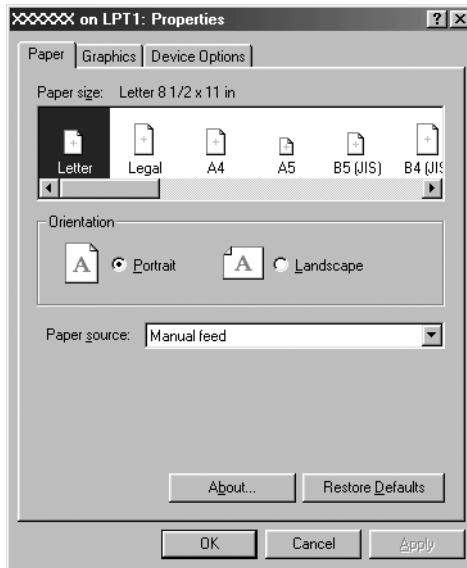 XXXXXX on LPT1: Properties
Paper Graphics Device Options
Paper size: Letter 8 1/2 x 11 in
Letter Legal A4 A5 B5 (JIS) B4 (JIS
Orientation
A Portrait A Landscape
Paper source: Manual feed
About... Restore Defaults
OK Cancel Apply